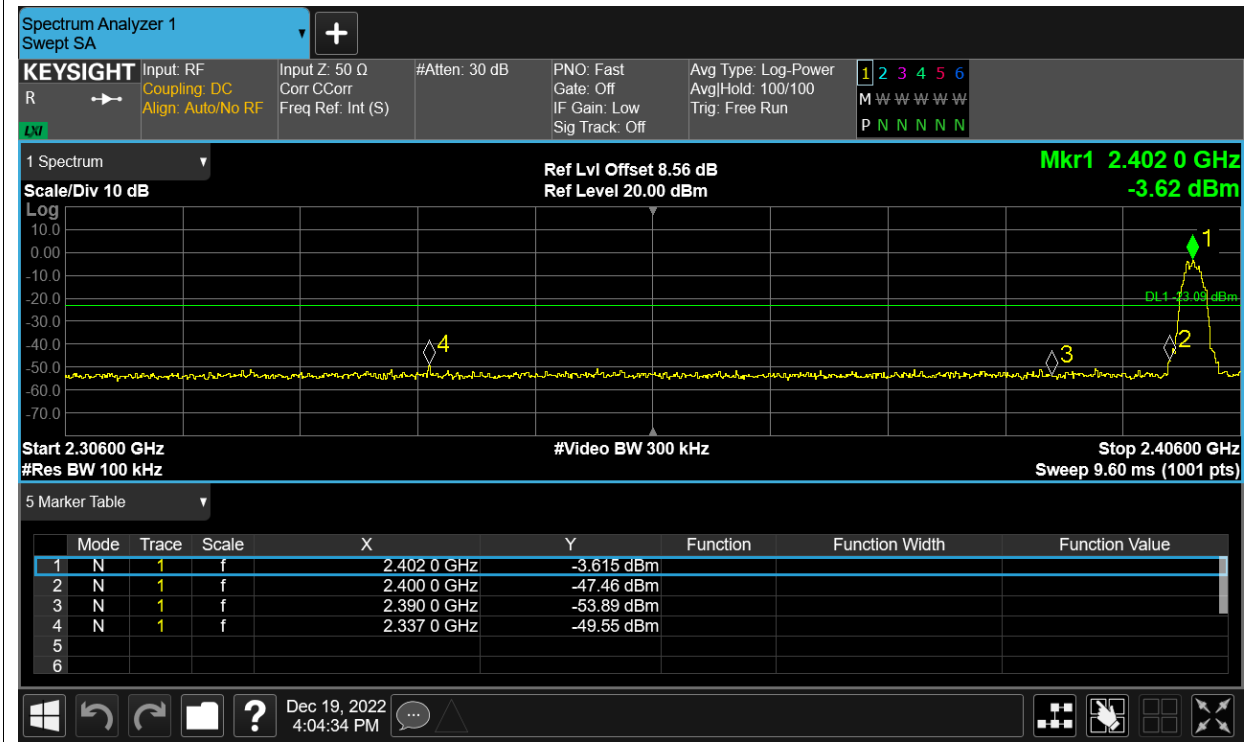 Spectrum Analyzer 1
Swept SA
KEYSIGHT
R
LXI
Input: RF
Coupling: DC
Align: Auto/No RF
Input Z: 50 Ω
Corr CCorr
Freq Ref: Int (S)
#Atten: 30 dB
PNO: Fast
Gate: Off
IF Gain: Low
Sig Track: Off
Avg Type: Log-Power
Avg|Hold: 100/100
Trig: Free Run
1 2 3 4 5 6
M W W W W W
P N N N N N
1 Spectrum
Scale/Div 10 dB
Ref Lvl Offset 8.56 dB
Ref Level 20.00 dBm
Mkr1 2.402 0 GHz
-3.62 dBm
Log
10.0
0.00
-10.0
-20.0
-30.0
-40.0
-50.0
-60.0
-70.0
1
DL1 -23.09 dBm
4
3
2
Start 2.30600 GHz
#Res BW 100 kHz
#Video BW 300 kHz
Stop 2.40600 GHz
Sweep 9.60 ms (1001 pts)
5 Marker Table
Mode Trace Scale X Y Function Function Width Function Value
1 N 1 f 2.402 0 GHz -3.615 dBm
2 N 1 f 2.400 0 GHz -47.46 dBm
3 N 1 f 2.390 0 GHz -53.89 dBm
4 N 1 f 2.337 0 GHz -49.55 dBm
5
6
?
Dec 19, 2022
4:04:34 PM